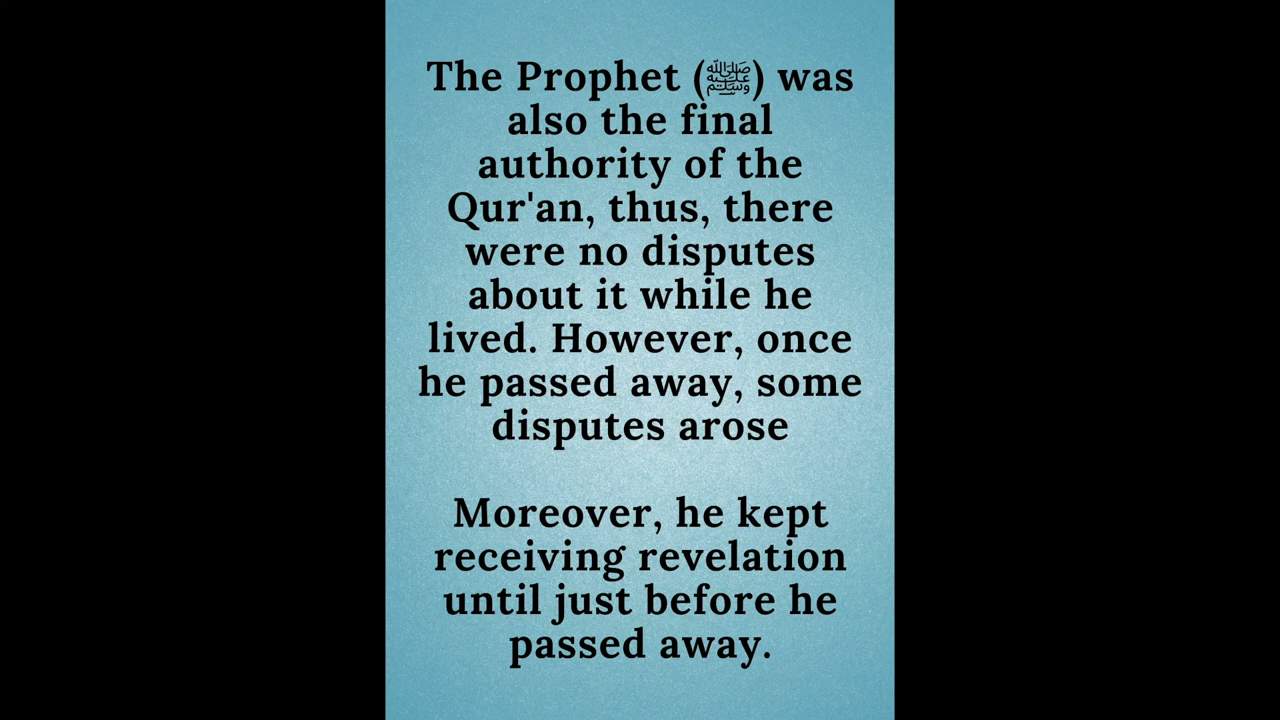 The Prophet (ﷺ) was
also the final
authority of the
Qur'an, thus, there
were no disputes
about it while he
lived. However, once
he passed away, some
disputes arose
Moreover, he kept
receiving revelation
until just before he
passed away.